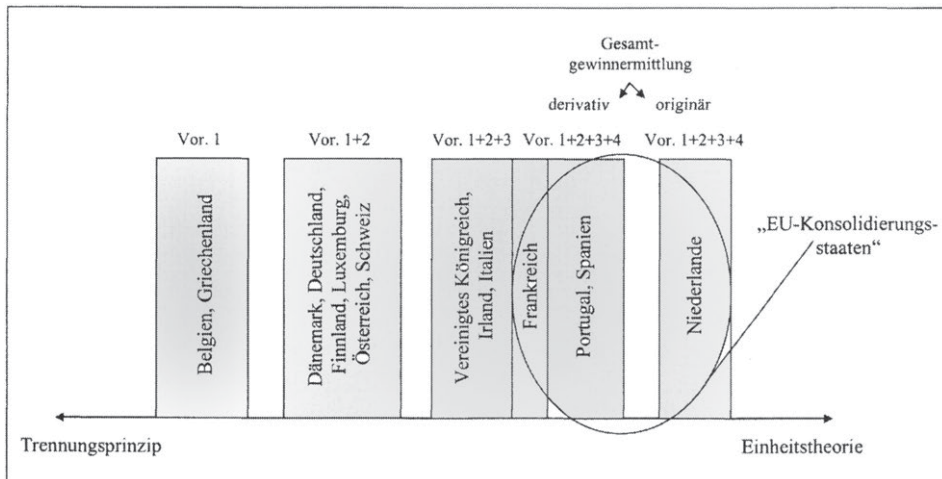 Gesamt-
gewinnermittlung
derivativ
originär
Vor. 1
Vor. 1+2
Vor. 1+2+3
Vor. 1+2+3+4
Vor. 1+2+3+4
Belgien, Griechenland
Dänemark, Deutschland,
Finnland, Luxemburg,
Österreich, Schweiz
Vereinigtes Königreich,
Irland, Italien
Frankreich
Portugal, Spanien
Niederlande
„EU-Konsolidierungs-
staaten“
Trennungsprinzip
Einheitstheorie